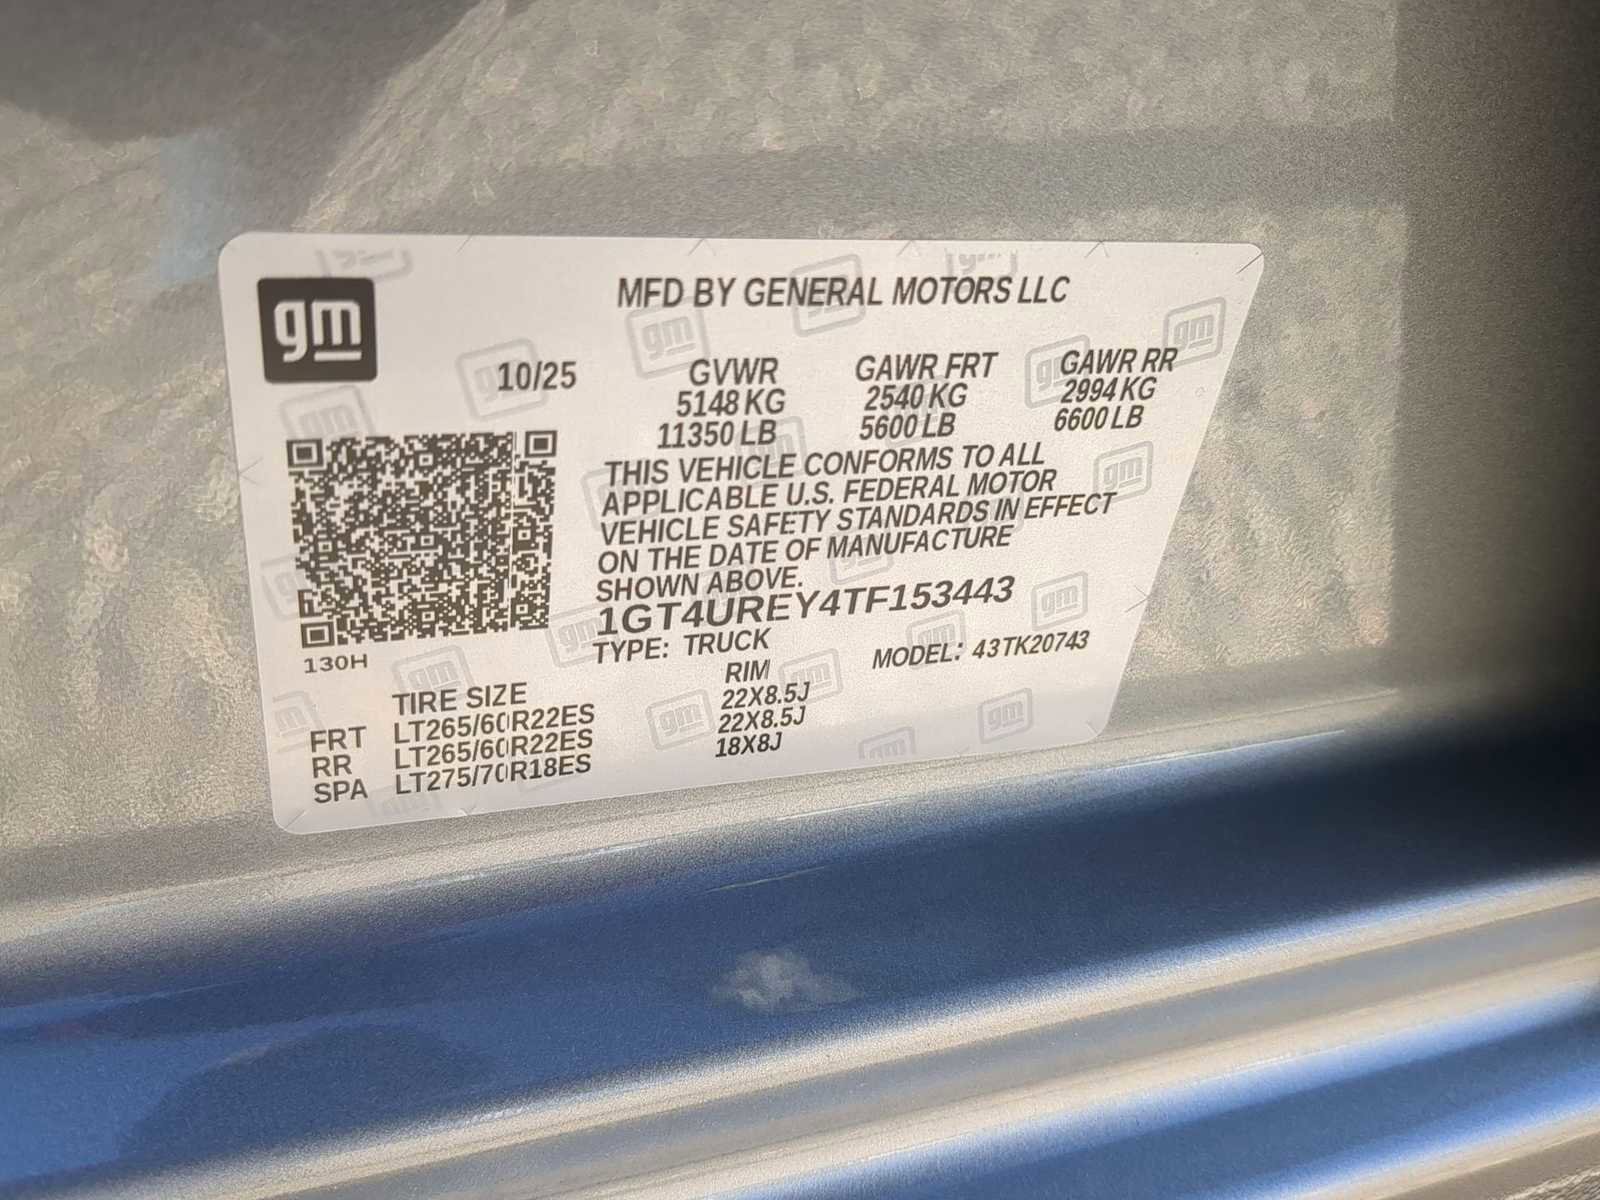 gm
MFD BY GENERAL MOTORS LLC
10/25
GVWR GAWR FRT GAWR RR
5148 KG 2540 KG 2994 KG
11350 LB 5600 LB 6600 LB
THIS VEHICLE CONFORMS TO ALL
APPLICABLE U.S. FEDERAL MOTOR
VEHICLE SAFETY STANDARDS IN EFFECT
ON THE DATE OF MANUFACTURE
SHOWN ABOVE.
1GT4UREY4TF153443
TYPE: TRUCK MODEL: 43TK20743
130H
TIRE SIZE RIM
FRT LT265/60R22ES 22X8.5J
RR LT265/60R22ES 22X8.5J
SPA LT275/70R18ES 18X8J